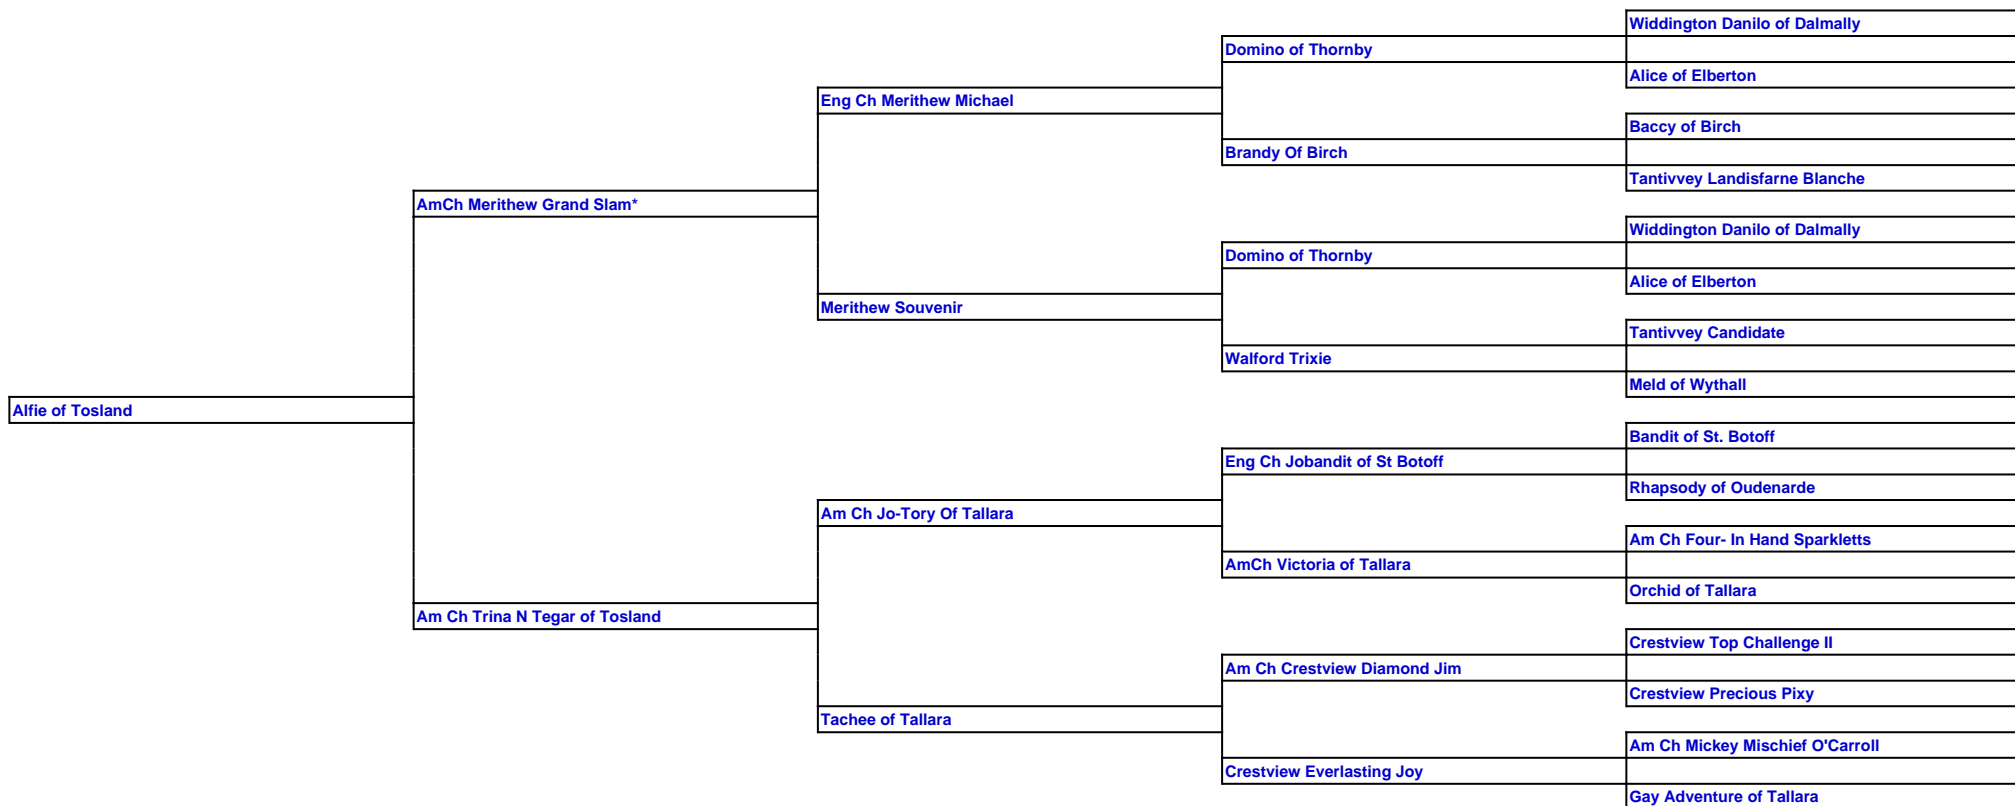 Widdington Danilo of Dalmally
Domino of Thornby
Alice of Elberton
Eng Ch Merithew Michael
Baccy of Birch
Brandy Of Birch
Tantivvey Landisfarne Blanche
AmCh Merithew Grand Slam*
Widdington Danilo of Dalmally
Domino of Thornby
Alice of Elberton
Merithew Souvenir
Tantivvey Candidate
Walford Trixie
Meld of Wythall
Alfie of Tosland
Bandit of St. Botoff
Eng Ch Jobandit of St Botoff
Rhapsody of Oudenarde
Am Ch Jo-Tory Of Tallara
Am Ch Four- In Hand Sparkletts
AmCh Victoria of Tallara
Orchid of Tallara
Am Ch Trina N Tegar of Tosland
Crestview Top Challenge II
Am Ch Crestview Diamond Jim
Crestview Precious Pixy
Tachee of Tallara
Am Ch Mickey Mischief O'Carroll
Crestview Everlasting Joy
Gay Adventure of Tallara